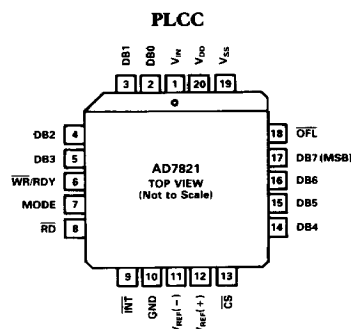 PLCC
DB1
DB0
VIN
VDD
VSS
3
2
1
20
19
DB2 4
DB3 5
WR/RDY 6
MODE 7
RD 8
AD7821
TOP VIEW
(Not to Scale)
18 OFL
17 DB7 (MSB)
16 DB6
15 DB5
14 DB4
9
10
11
12
13
INT
GND
VREF(−)
VREF(+)
CS